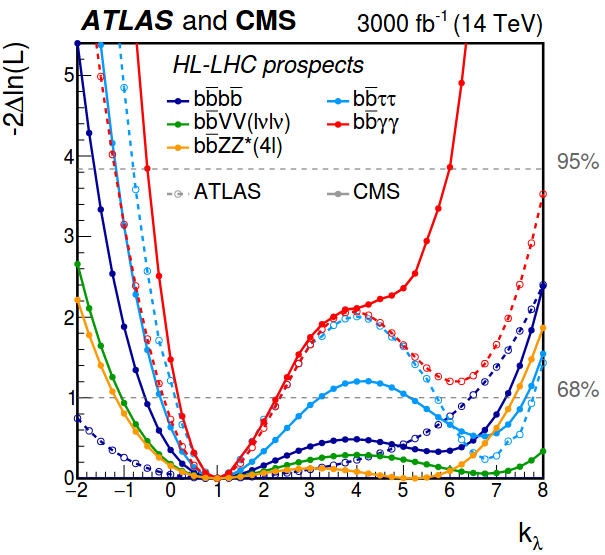 ATLAS and CMS 3000 fb⁻¹ (14 TeV)
-2Δln(L)
HL-LHC prospects
bb̅bb̅ bb̅ττ
bb̅VV(lνlν) bb̅γγ
bb̅ZZ*(4l)
ATLAS CMS
95%
68%
5
4
3
2
1
0
−2 −1 0 1 2 3 4 5 6 7 8
k_λ